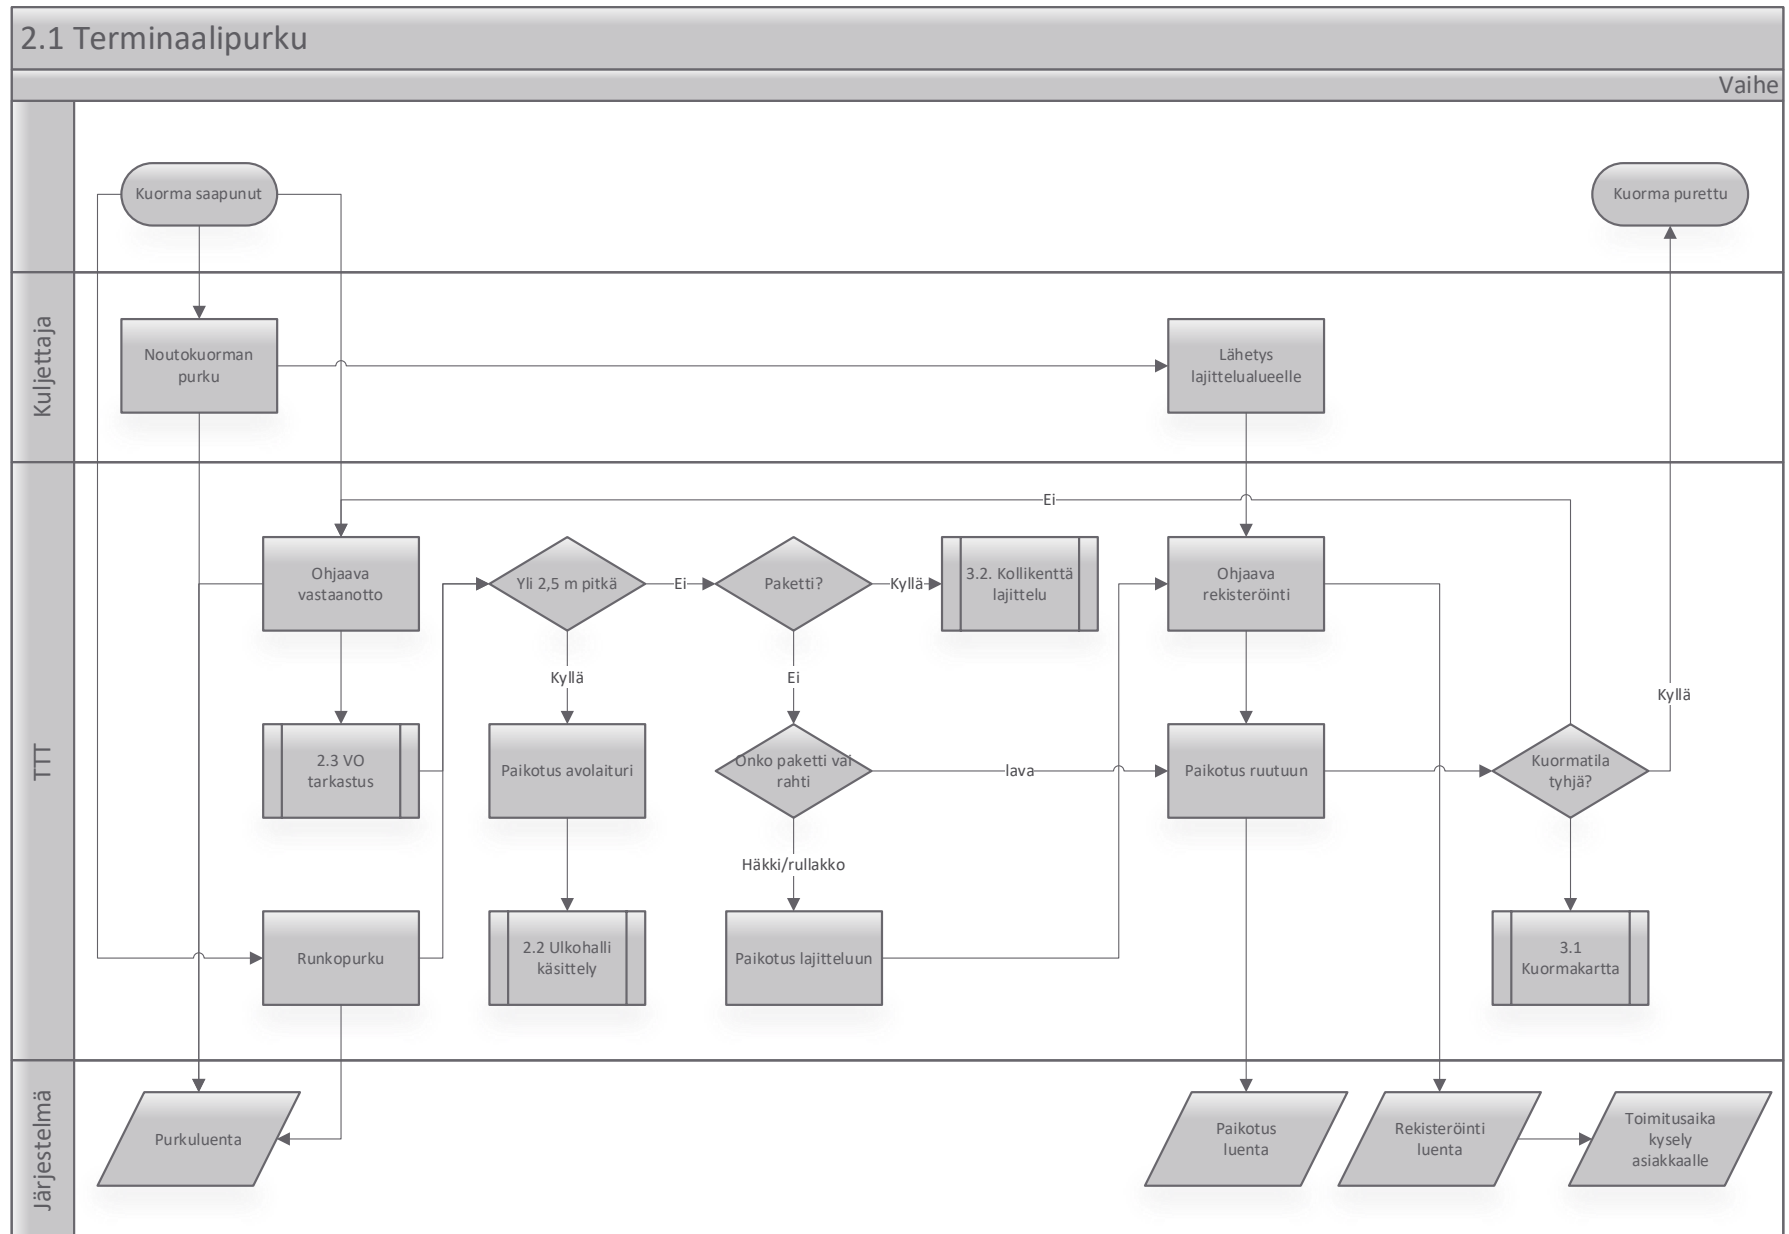 2.1 Terminaalipurku
Vaihe
Kuorma saapunut
Kuorma purettu
Kuljettaja
Noutokuorman
purku
Lähetys
lajittelualueelle
TTT
Ei
Ohjaava
vastaanotto
Yli 2,5 m pitkä
Ei
Paketti?
Kyllä
3.2. Kollikenttä
lajittelu
Ohjaava
rekisteröinti
Kyllä
Ei
Kyllä
2.3 VO
tarkastus
Paikotus avolaituri
Onko paketti vai
rahti
lava
Paikotus ruutuun
Kuormatila
tyhjä?
Häkki/rullakko
Runkopurku
2.2 Ulkohalli
käsittely
Paikotus lajitteluun
3.1
Kuormakartta
Järjestelmä
Purkuluenta
Paikotus
luenta
Rekisteröinti
luenta
Toimitusaika
kysely
asiakkaalle